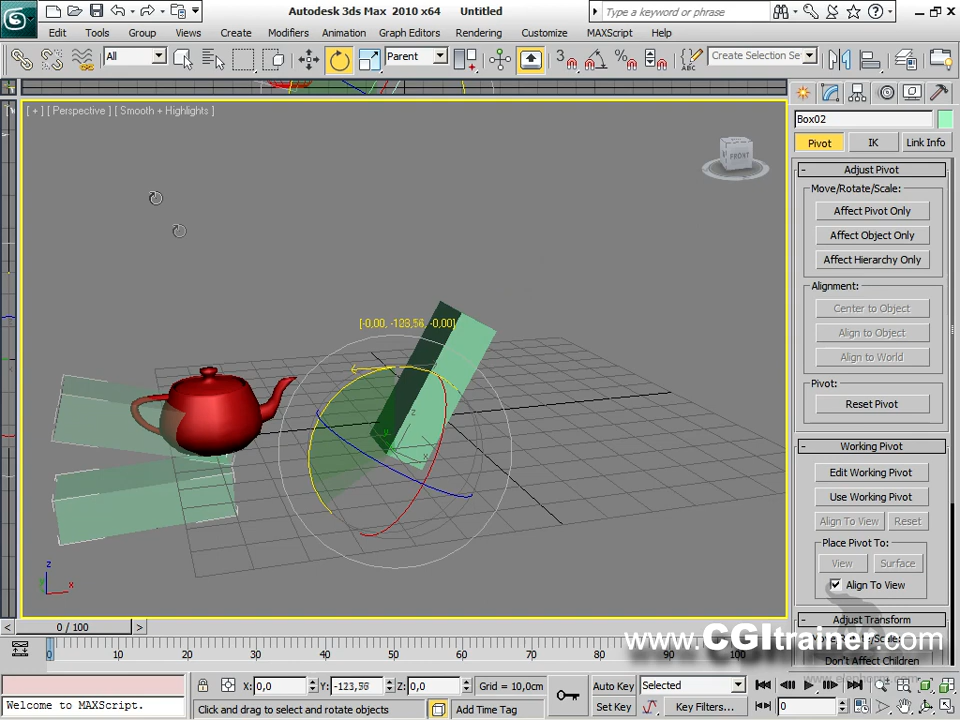 Autodesk 3ds Max 2010 x64 Untitled
Type a keyword or phrase
Edit Tools Group Views Create Modifiers Animation Graph Editors Rendering Customize MAXScript Help
All Parent 3 Create Selection Se
[ + ] [ Perspective ] [ Smooth + Highlights ]
FRONT
Box02
Pivot IK Link Info
Adjust Pivot
Move/Rotate/Scale:
Affect Pivot Only
Affect Object Only
Affect Hierarchy Only
Alignment:
Center to Object
Align to Object
Align to World
Pivot:
Reset Pivot
[-0,00, -123,56, -0,00]
z
y
x
Working Pivot
Edit Working Pivot
Use Working Pivot
Align To View Reset
Place Pivot To:
View Surface
Align To View
z
y
x
Adjust Transform
Move/Rotate/Scale:
Don't Affect Children
www.CGItrainer.com
< 0 / 100 >
0 10 20 30 40 50 60 70 80 90 100
X: 0,0 Y: -123,56 Z: 0,0 Grid = 10,0cm Auto Key Selected
Welcome to MAXScript. Click and drag to select and rotate objects Add Time Tag Set Key Key Filters... 0